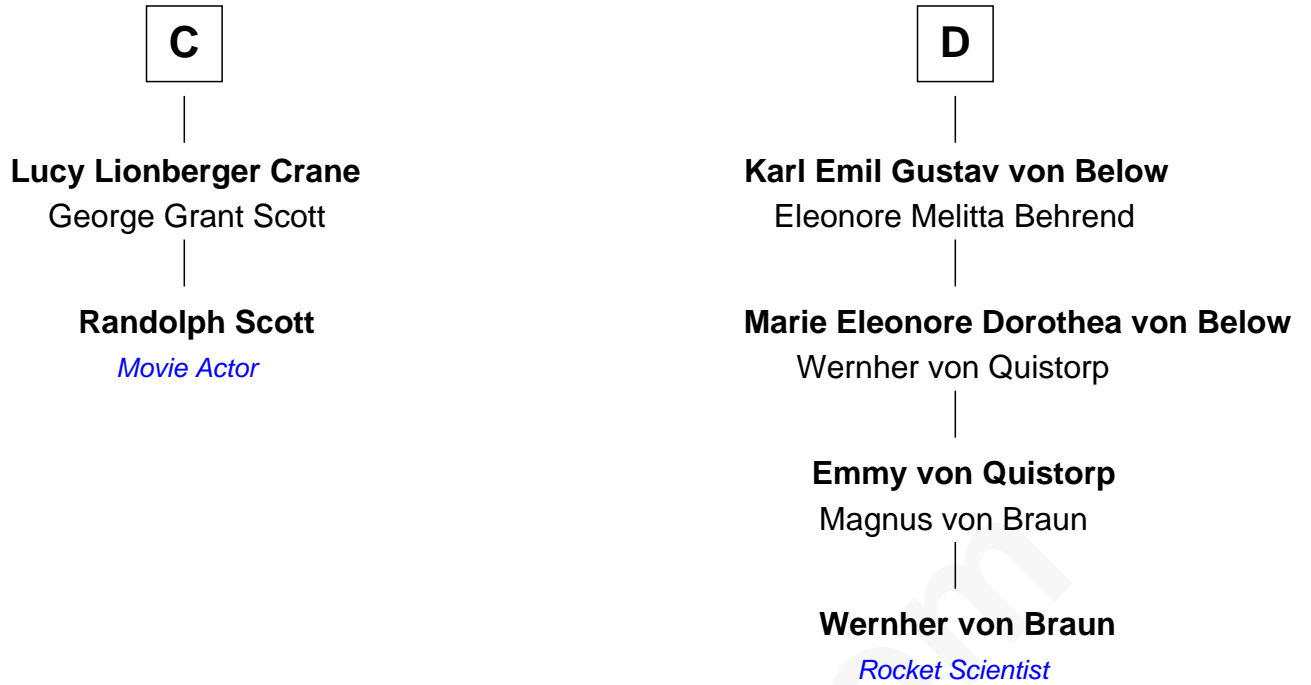 C
Lucy Lionberger Crane
George Grant Scott
Randolph Scott
Movie Actor
D
Karl Emil Gustav von Below
Eleonore Melitta Behrend
Marie Eleonore Dorothea von Below
Wernher von Quistorp
Emmy von Quistorp
Magnus von Braun
Wernher von Braun
Rocket Scientist